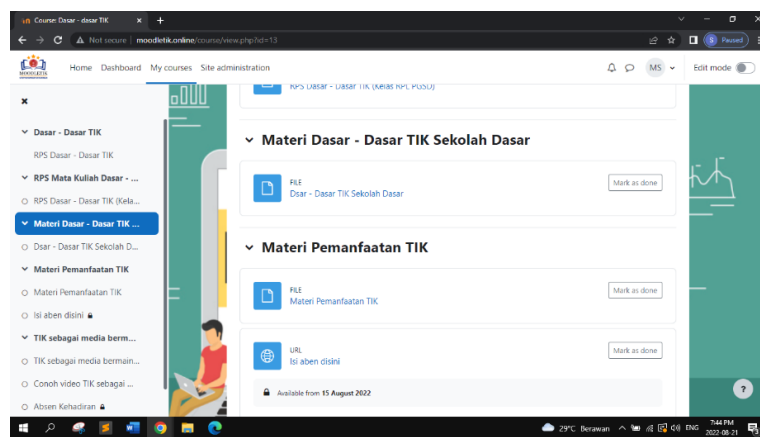 Course: Dasar - dasar TIK
Not secure | moodletik.online/course/view.php?id=13
Paused
MOODLETIK
Home Dashboard My courses Site administration
MS
Edit mode
RPS Dasar - Dasar TIK (Kelas RPL PGSD)
Dasar - Dasar TIK
RPS Dasar - Dasar TIK
RPS Mata Kuliah Dasar - ...
RPS Dasar - Dasar TIK (Kela...
Materi Dasar - Dasar TIK ...
Dsar - Dasar TIK Sekolah D...
Materi Pemanfaatan TIK
Materi Pemanfaatan TIK
Isi aben disini
TIK sebagai media berm...
TIK sebagai media bermain...
Conoh video TIK sebagai ...
Absen Kehadiran
Materi Dasar - Dasar TIK Sekolah Dasar
FILE
Dsar - Dasar TIK Sekolah Dasar
Mark as done
Materi Pemanfaatan TIK
FILE
Materi Pemanfaatan TIK
Mark as done
URL
Isi aben disini
Mark as done
Available from 15 August 2022
?
29°C Berawan
ENG
7:44 PM
2022-08-21